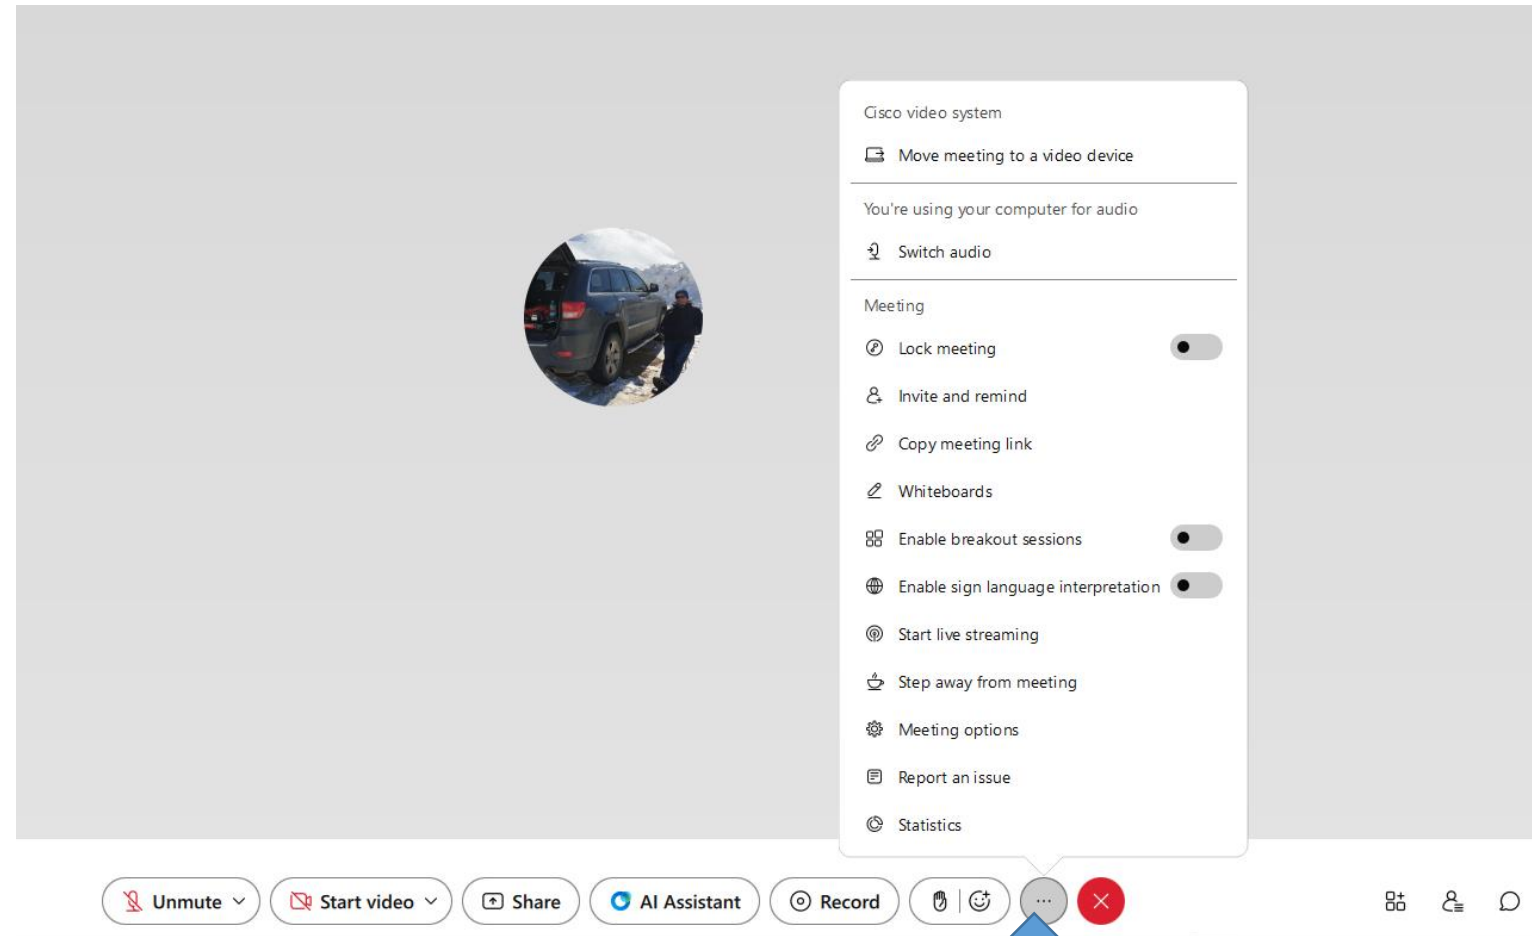 Cisco video system
Move meeting to a video device
You're using your computer for audio
Switch audio
Meeting
Lock meeting
Invite and remind
Copy meeting link
Whiteboards
Enable breakout sessions
Enable sign language interpretation
Start live streaming
Step away from meeting
Meeting options
Report an issue
Statistics
Unmute Start video Share AI Assistant Record